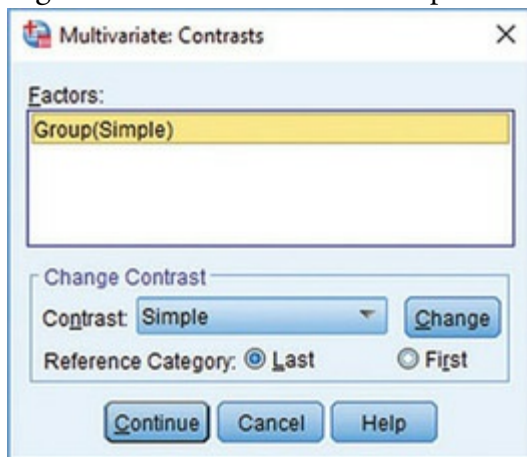 Multivariate: Contrasts
Factors:
Group(Simple)
Change Contrast
Contrast: Simple Change
Reference Category: Last First
Continue Cancel Help